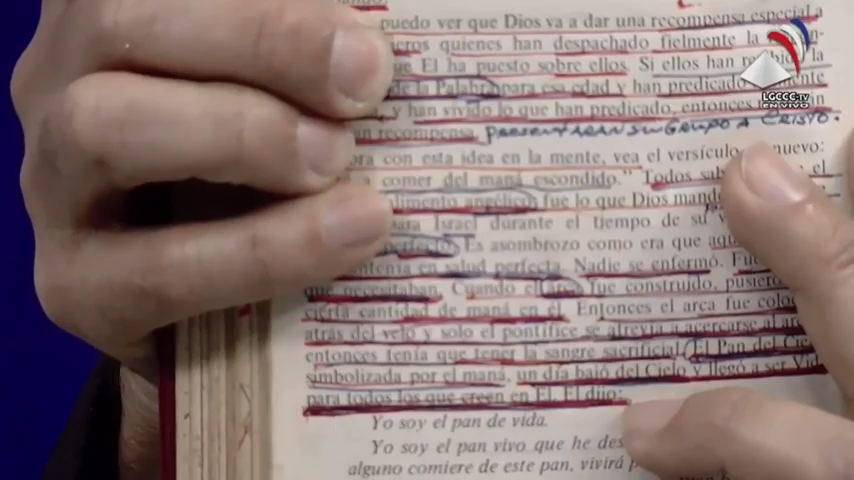 puedo ver que Dios va a dar una recompensa especial a
quienes han despachado fielmente la
El ha puesto sobre ellos. Si ellos han la
de la Palabra para esa edad y han predicado
y han vivido lo que han predicado, entonces
recompensa. PRESENTARAN SU GRUPO A CRISTO.
con esta idea en la mente, vea el versículo nuevo:
a comer del maná escondido." Todos el
alimento angélico fue lo que Dios
para Israel durante el tiempo de su
perfecto. Es asombrozo como era que
en salud perfecta. Nadie se enfermó.
que necesitaban. Cuando el arca fue construido,
cierta cantidad de maná en él. Entonces el arca fue
atrás del velo y solo el pontífice se atrevía a acercarse al
entonces tenía que tener la sangre sacrificial. El Pan del
simbolizada por el maná, un día bajó del Cielo y llegó a ser
para todos los que creen en El. El dijo:
Yo soy el pan de vida.
Yo soy el pan vivo que he
alguno comiere de este pan, vivirá
LGCCC.TV
EN VIVO